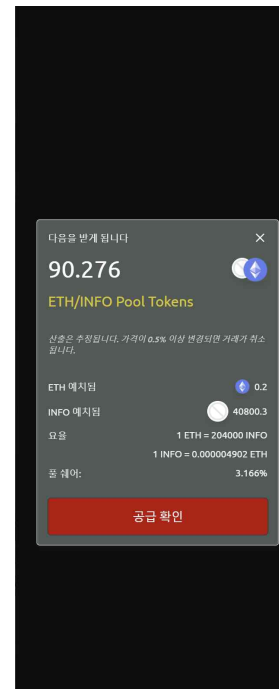 다음을 받게 됩니다
90.276
ETH/INFO Pool Tokens
산출은 추정됩니다. 가격이 0.5% 이상 변경되면 거래가 취소
됩니다.
ETH 예치됨 0.2
INFO 예치됨 40800.3
요율 1 ETH = 204000 INFO
1 INFO = 0.000004902 ETH
풀 쉐어: 3.166%
공급 확인